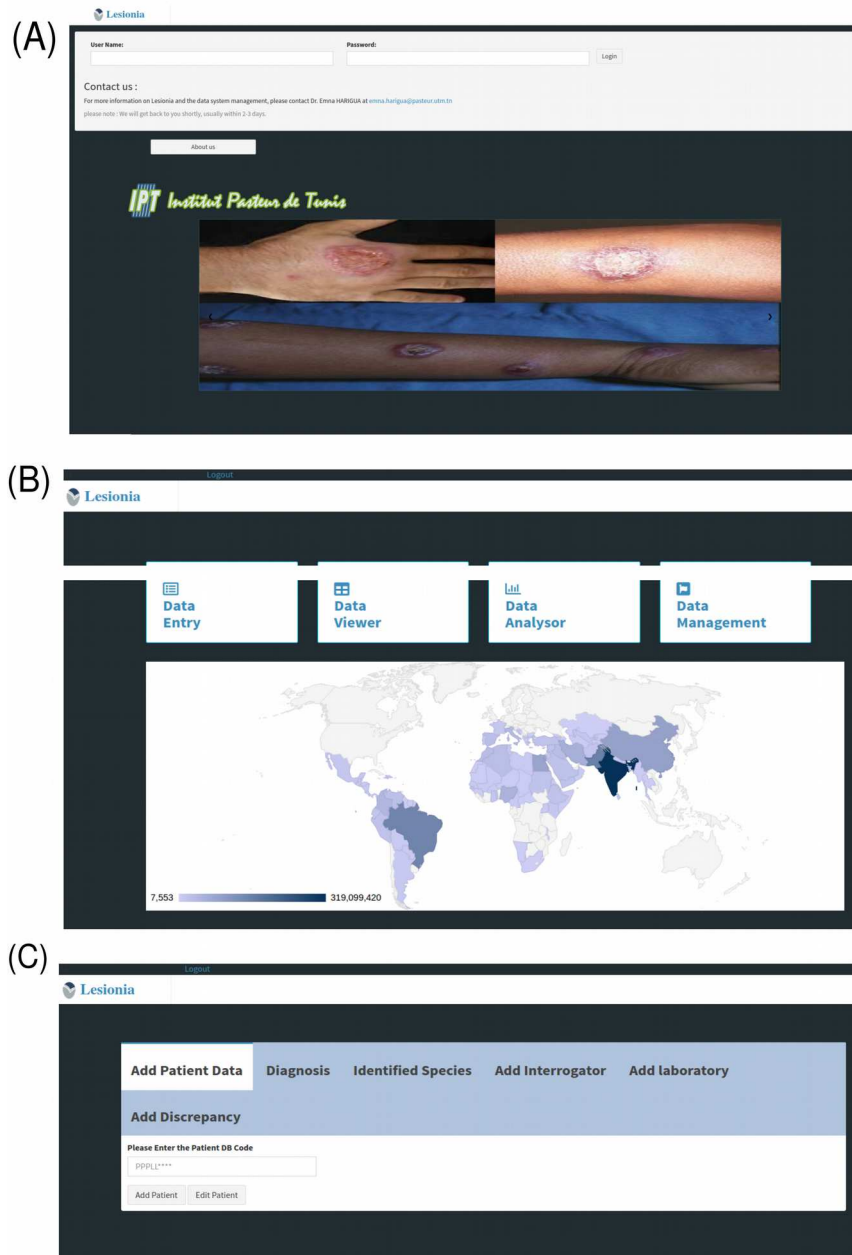 (A)
Lesionia
User Name:
Password:
Login
Contact us :
For more information on Lesionia and the data system management, please contact Dr. Emna HARIGUA at emna.harigua@pasteur.utm.tn
please note : We will get back to you shortly, usually within 2-3 days.
About us
IPT Institut Pasteur de Tunis
(B)
Logout
Lesionia
Data
Entry
Data
Viewer
Data
Analysor
Data
Management
7,553
319,099,420
(C)
Logout
Lesionia
Add Patient Data
Diagnosis
Identified Species
Add Interrogator
Add laboratory
Add Discrepancy
Please Enter the Patient DB Code
PPPLL****
Add Patient
Edit Patient